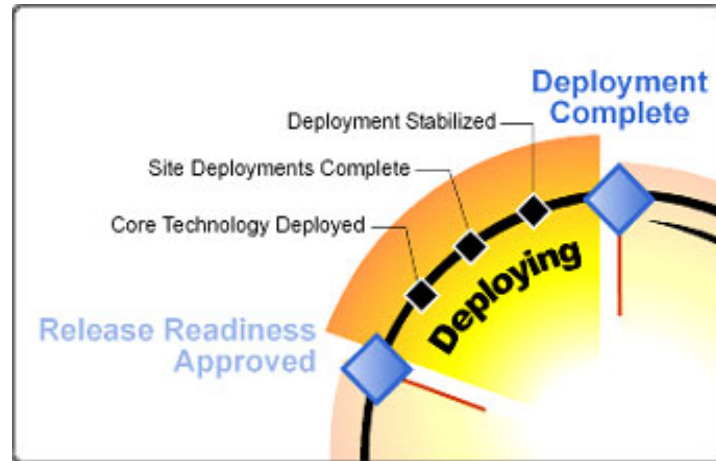 Deployment
Complete
Deployment Stabilized
Site Deployments Complete
Core Technology Deployed
Deploying
Release Readiness
Approved